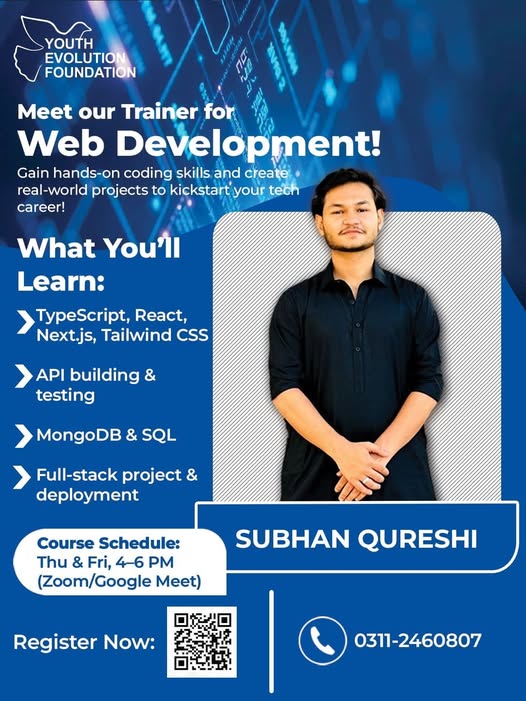 YOUTH
EVOLUTION
FOUNDATION
Meet our Trainer for
Web Development!
Gain hands-on coding skills and create
real-world projects to kickstart your tech
career!
What You’ll
Learn:
TypeScript, React,
Next.js, Tailwind CSS
API building &
testing
MongoDB & SQL
Full-stack project &
deployment
SUBHAN QURESHI
Course Schedule:
Thu & Fri, 4–6 PM
(Zoom/Google Meet)
Register Now:
0311-2460807